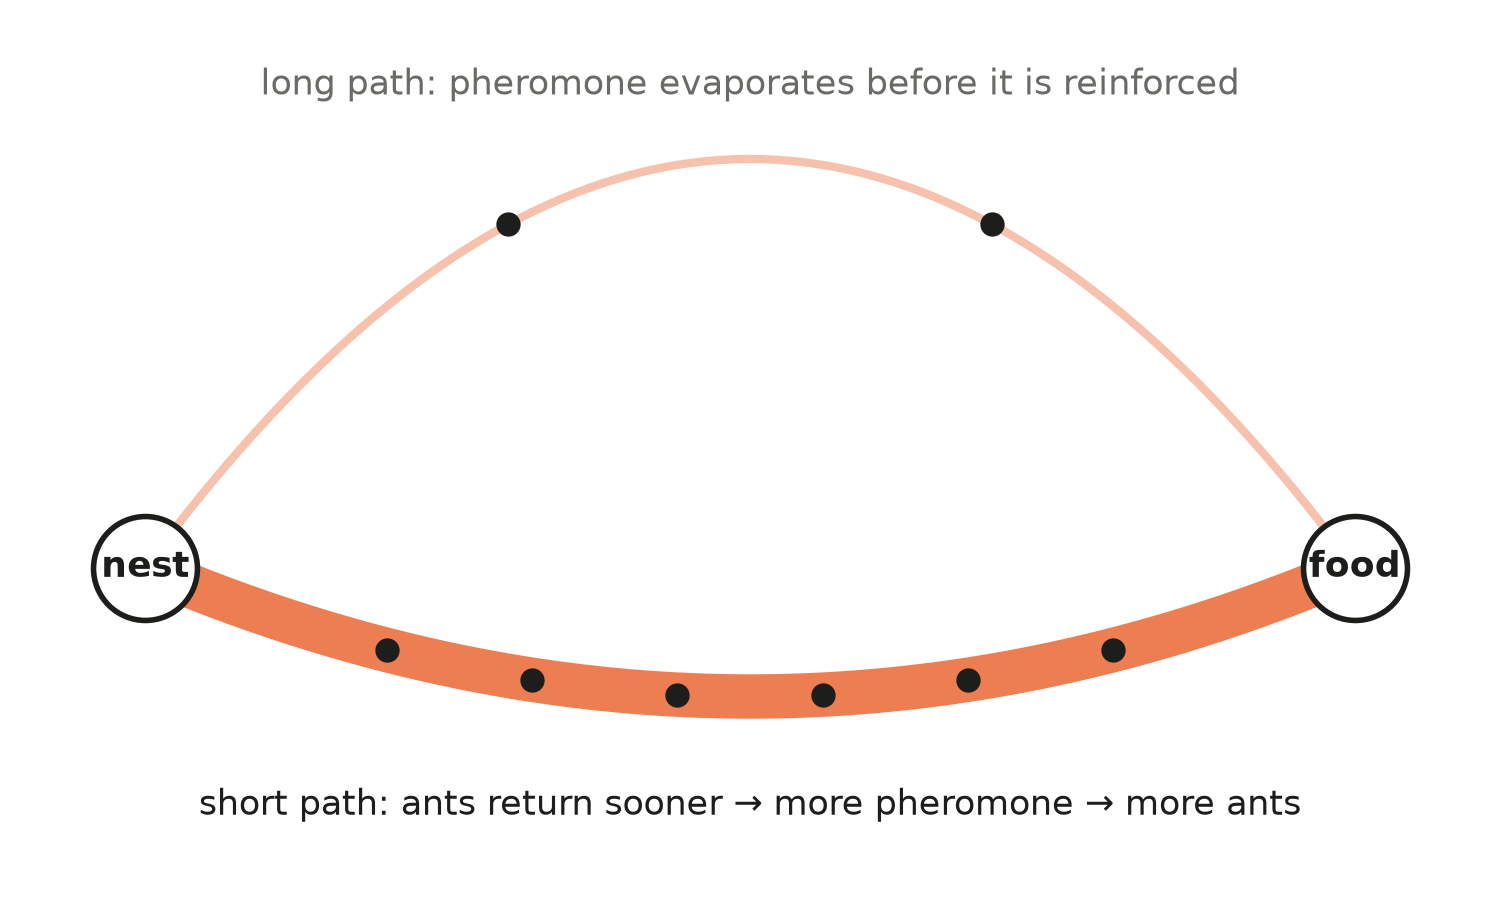 long path: pheromone evaporates before it is reinforced
nest
food
short path: ants return sooner → more pheromone → more ants